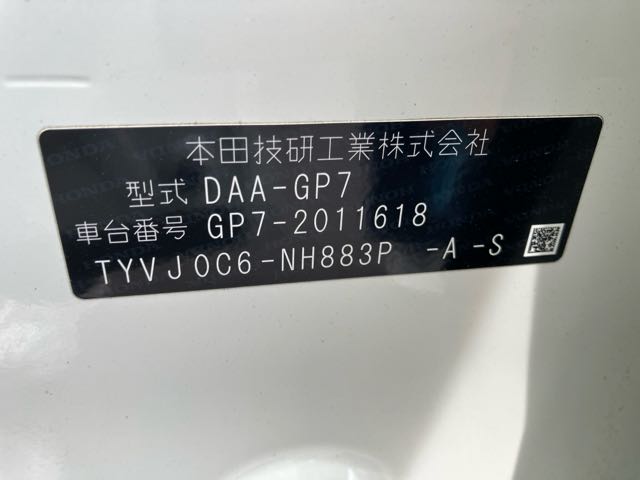 本田技研工業株式会社
型式 DAA-GP7
車台番号 GP7-2011618
TYVJ0C6-NH883P -A-S